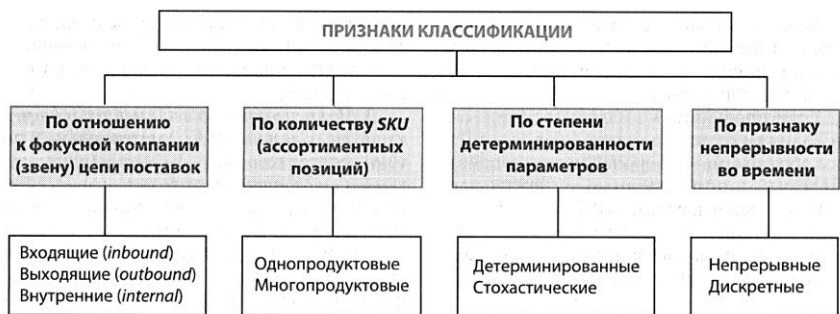 ПРИЗНАКИ КЛАССИФИКАЦИИ
По отношению
к фокусной компании
(звену) цепи поставок
По количеству SKU
(ассортиментных
позиций)
По степени
детерминированности
параметров
По признаку
непрерывности
во времени
Входящие (inbound)
Выходящие (outbound)
Внутренние (internal)
Однопродуктовые
Многопродуктовые
Детерминированные
Стохастические
Непрерывные
Дискретные